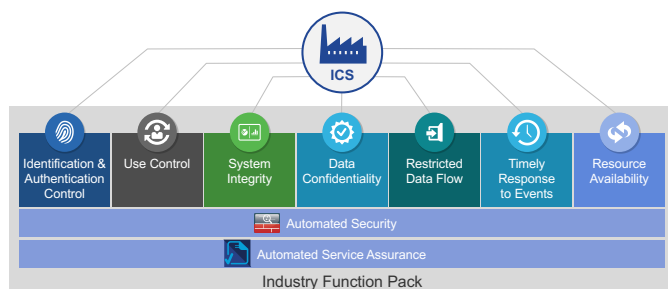 ICS
Identification &
Authentication
Control
Use Control
System
Integrity
Data
Confidentiality
Restricted
Data Flow
Timely
Response
to Events
Resource
Availability
Automated Security
Automated Service Assurance
Industry Function Pack